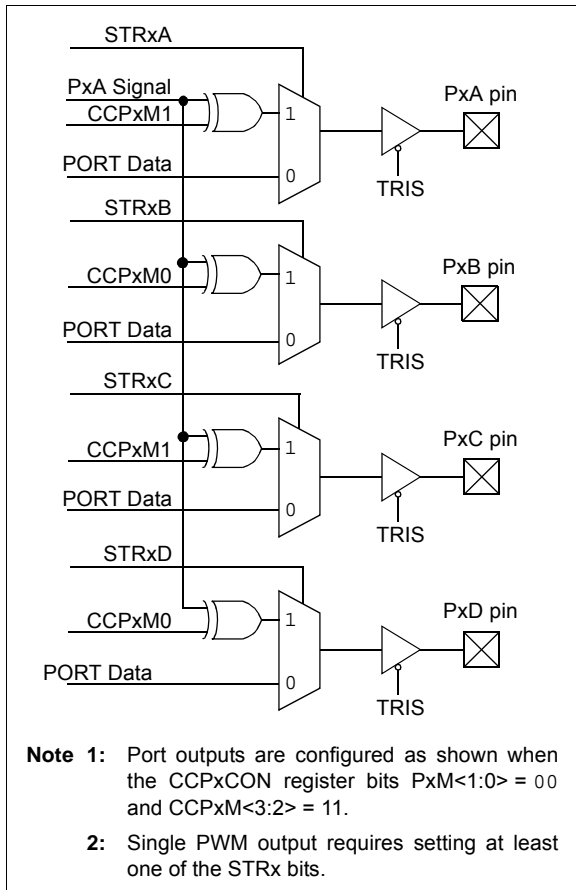 STRxA
PxA Signal
CCPxM1
1
PxA pin
PORT Data
0
TRIS
STRxB
CCPxM0
1
PxB pin
PORT Data
0
TRIS
STRxC
CCPxM1
1
PxC pin
PORT Data
0
TRIS
STRxD
CCPxM0
1
PxD pin
PORT Data
0
TRIS
Note 1: Port outputs are configured as shown when
the CCPxCON register bits PxM<1:0> = 00
and CCPxM<3:2> = 11.
2: Single PWM output requires setting at least
one of the STRx bits.